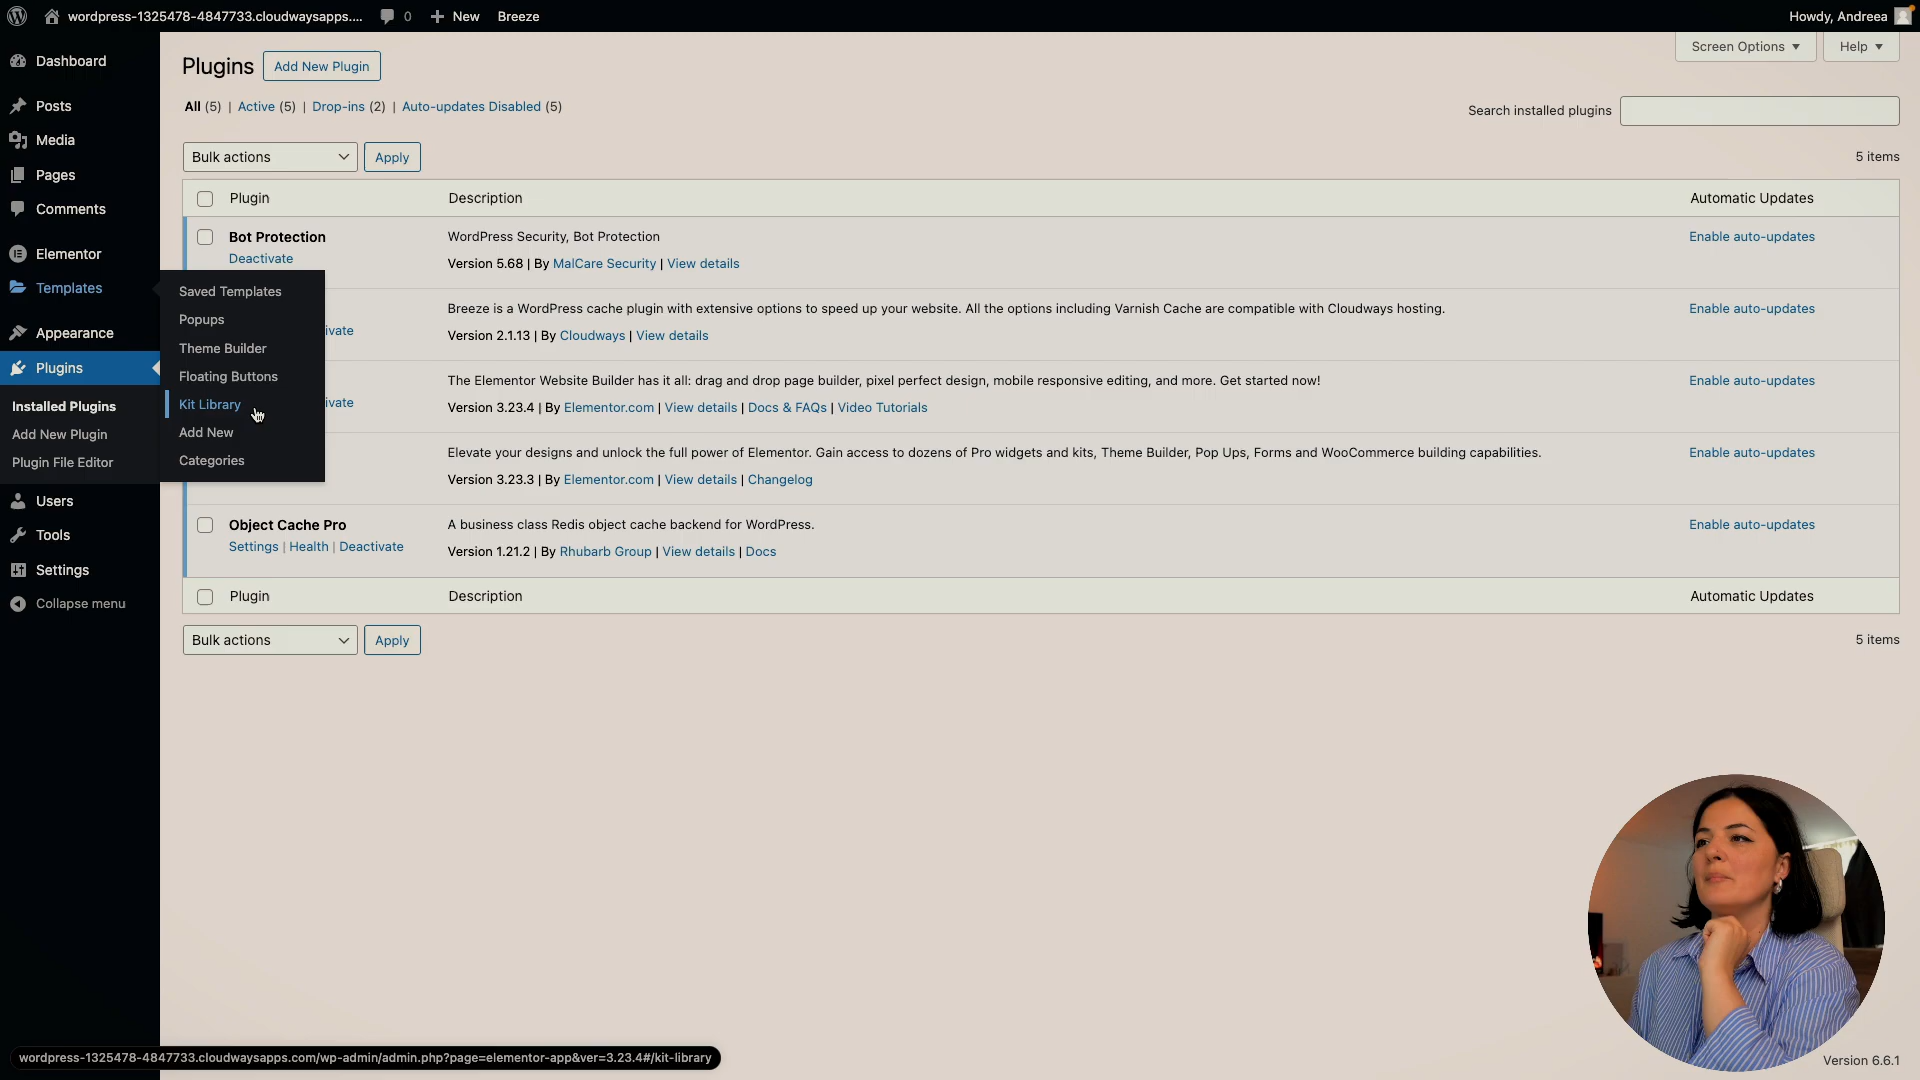 wordpress-1325478-4847733.cloudwaysapps.... 0 New Breeze Howdy, Andreea
Dashboard
Posts
Media
Pages
Comments
Elementor
Templates
Appearance
Plugins
Installed Plugins
Add New Plugin
Plugin File Editor
Users
Tools
Settings
Collapse menu
Saved Templates
Popups
Theme Builder
Floating Buttons
Kit Library
Add New
Categories
Screen Options Help
Plugins Add New Plugin
All (5) | Active (5) | Drop-ins (2) | Auto-updates Disabled (5)
Search installed plugins
Bulk actions Apply 5 items
Plugin Description Automatic Updates
Bot Protection WordPress Security, Bot Protection Enable auto-updates
Deactivate Version 5.68 | By MalCare Security | View details
Breeze is a WordPress cache plugin with extensive options to speed up your website. All the options including Varnish Cache are compatible with Cloudways hosting. Enable auto-updates
ivate Version 2.1.13 | By Cloudways | View details
The Elementor Website Builder has it all: drag and drop page builder, pixel perfect design, mobile responsive editing, and more. Get started now! Enable auto-updates
ivate Version 3.23.4 | By Elementor.com | View details | Docs & FAQs | Video Tutorials
Elevate your designs and unlock the full power of Elementor. Gain access to dozens of Pro widgets and kits, Theme Builder, Pop Ups, Forms and WooCommerce building capabilities. Enable auto-updates
Version 3.23.3 | By Elementor.com | View details | Changelog
Object Cache Pro A business class Redis object cache backend for WordPress. Enable auto-updates
Settings | Health | Deactivate Version 1.21.2 | By Rhubarb Group | View details | Docs
Plugin Description Automatic Updates
Bulk actions Apply 5 items
wordpress-1325478-4847733.cloudwaysapps.com/wp-admin/admin.php?page=elementor-app&ver=3.23.4#/kit-library
Version 6.6.1